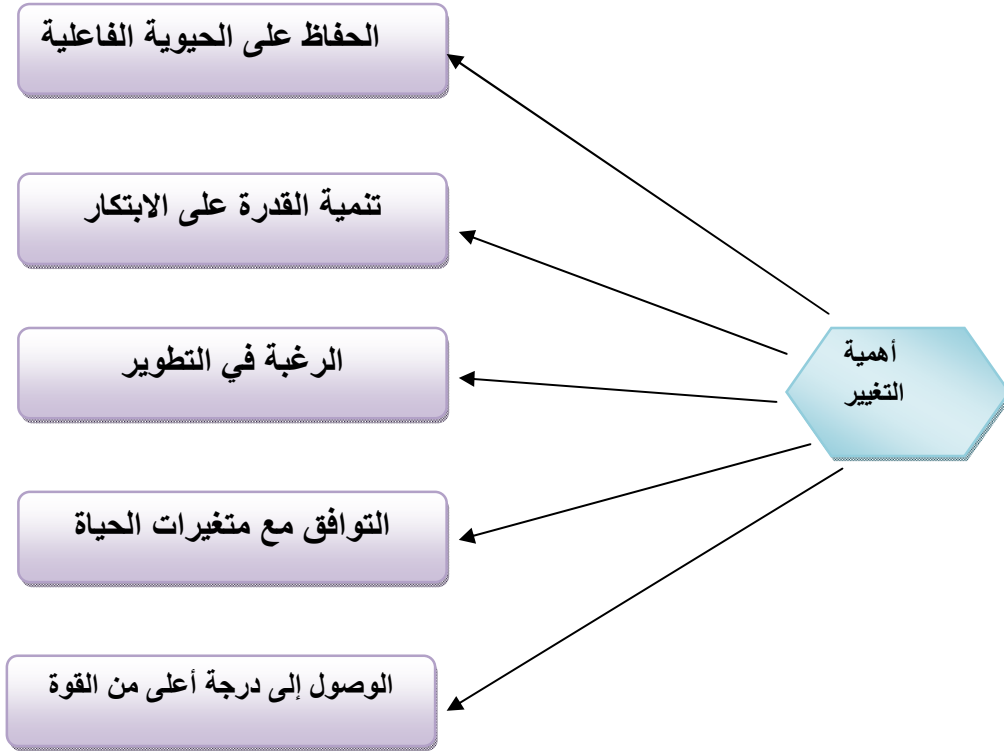 أهمية
التغيير
الحفاظ على الحيوية الفاعلية
تنمية القدرة على الابتكار
الرغبة في التطوير
التوافق مع متغيرات الحياة
الوصول إلى درجة أعلى من القوة